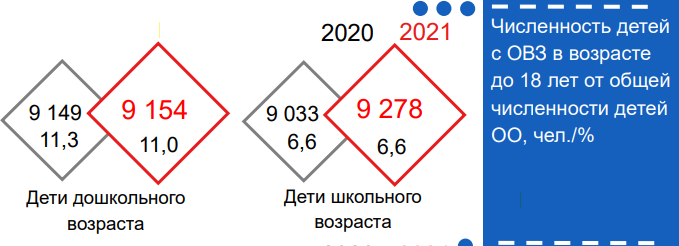 2020 2021
9 149
11,3
9 154
11,0
Дети дошкольного
возраста
9 033
6,6
9 278
6,6
Дети школьного
возраста
Численность детей
с ОВЗ в возрасте
до 18 лет от общей
численности детей
ОО, чел./%